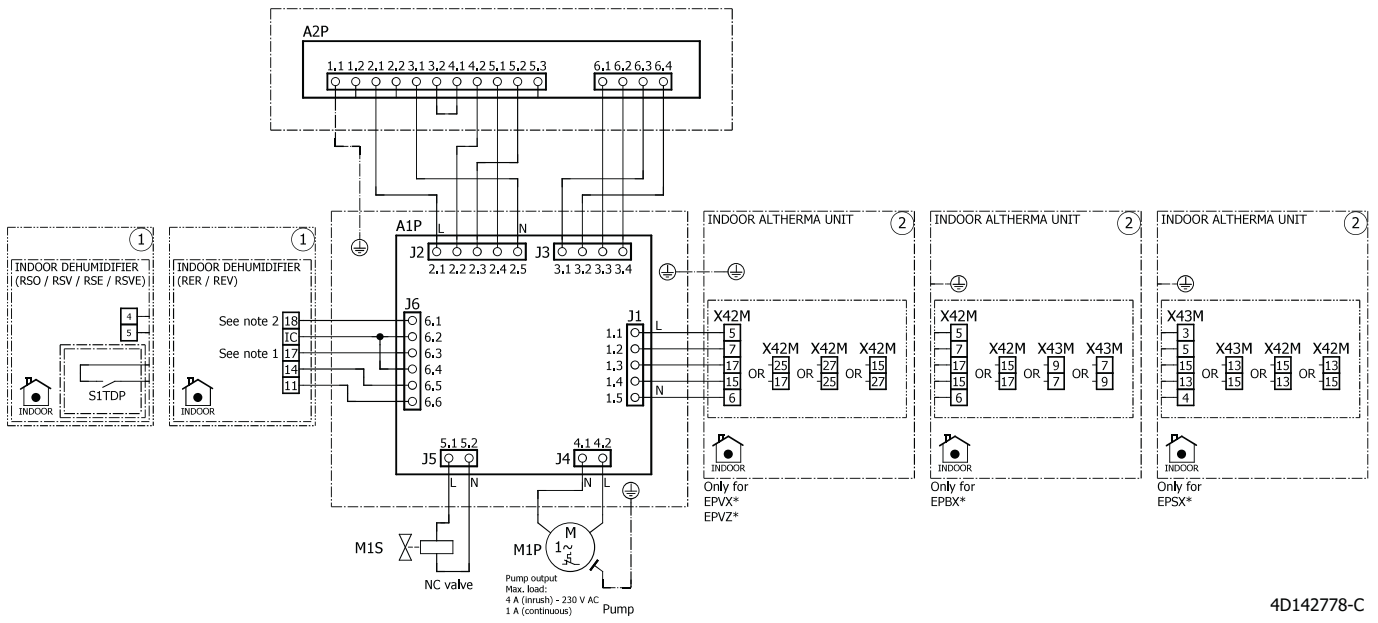 A2P
1.1 1.2 2.1 2.2 3.1 3.2 4.1 4.2 5.1 5.2 5.3 6.1 6.2 6.3 6.4
A1P
L N
J2 J3
2.1 2.2 2.3 2.4 2.5 3.1 3.2 3.3 3.4
1
INDOOR DEHUMIDIFIER
(RSO / RSV / RSE / RSVE)
4
5
S1TDP
INDOOR
1
INDOOR DEHUMIDIFIER
(RER / REV)
See note 2 18
IC
See note 1 17
14
11
INDOOR
J6
6.1
6.2
6.3
6.4
6.5
6.6
J1
1.1 L
1.2
1.3
1.4
1.5 N
5.1 5.2
J5
L N
4.1 4.2
J4
N L
M1S
NC valve
M1P
M
1~
Pump output
Max. load:
4 A (inrush) - 230 V AC
1 A (continuous)
Pump
INDOOR ALTHERMA UNIT 2
X42M
5
7
17
15
6
X42M X42M X42M
OR 25 OR 27 OR 15
17 25 27
INDOOR
Only for
EPVX*
EPVZ*
INDOOR ALTHERMA UNIT 2
X42M
5
7
17
15
6
X42M X43M X43M
OR 15 OR 9 OR 7
17 7 9
INDOOR
Only for
EPBX*
INDOOR ALTHERMA UNIT 2
X43M
3
5
15
13
4
X43M X42M X42M
OR 13 OR 15 OR 13
15 13 15
INDOOR
Only for
EPSX*
4D142778-C